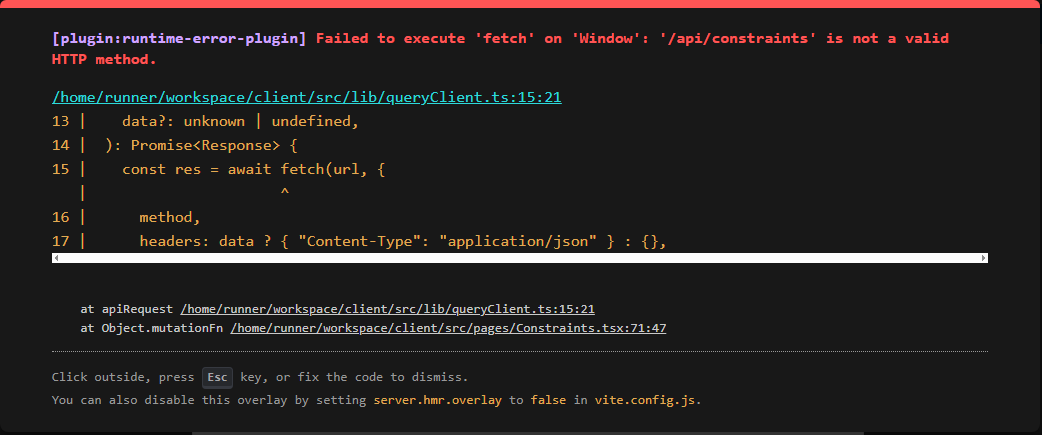 [plugin:runtime-error-plugin] Failed to execute 'fetch' on 'Window': '/api/constraints' is not a valid
HTTP method.
/home/runner/workspace/client/src/lib/queryClient.ts:15:21
13 |    data?: unknown | undefined,
14 |  ): Promise<Response> {
15 |    const res = await fetch(url, {
   |                      ^
16 |      method,
17 |      headers: data ? { "Content-Type": "application/json" } : {},
at apiRequest /home/runner/workspace/client/src/lib/queryClient.ts:15:21
at Object.mutationFn /home/runner/workspace/client/src/pages/Constraints.tsx:71:47
Click outside, press Esc key, or fix the code to dismiss.
You can also disable this overlay by setting server.hmr.overlay to false in vite.config.js.